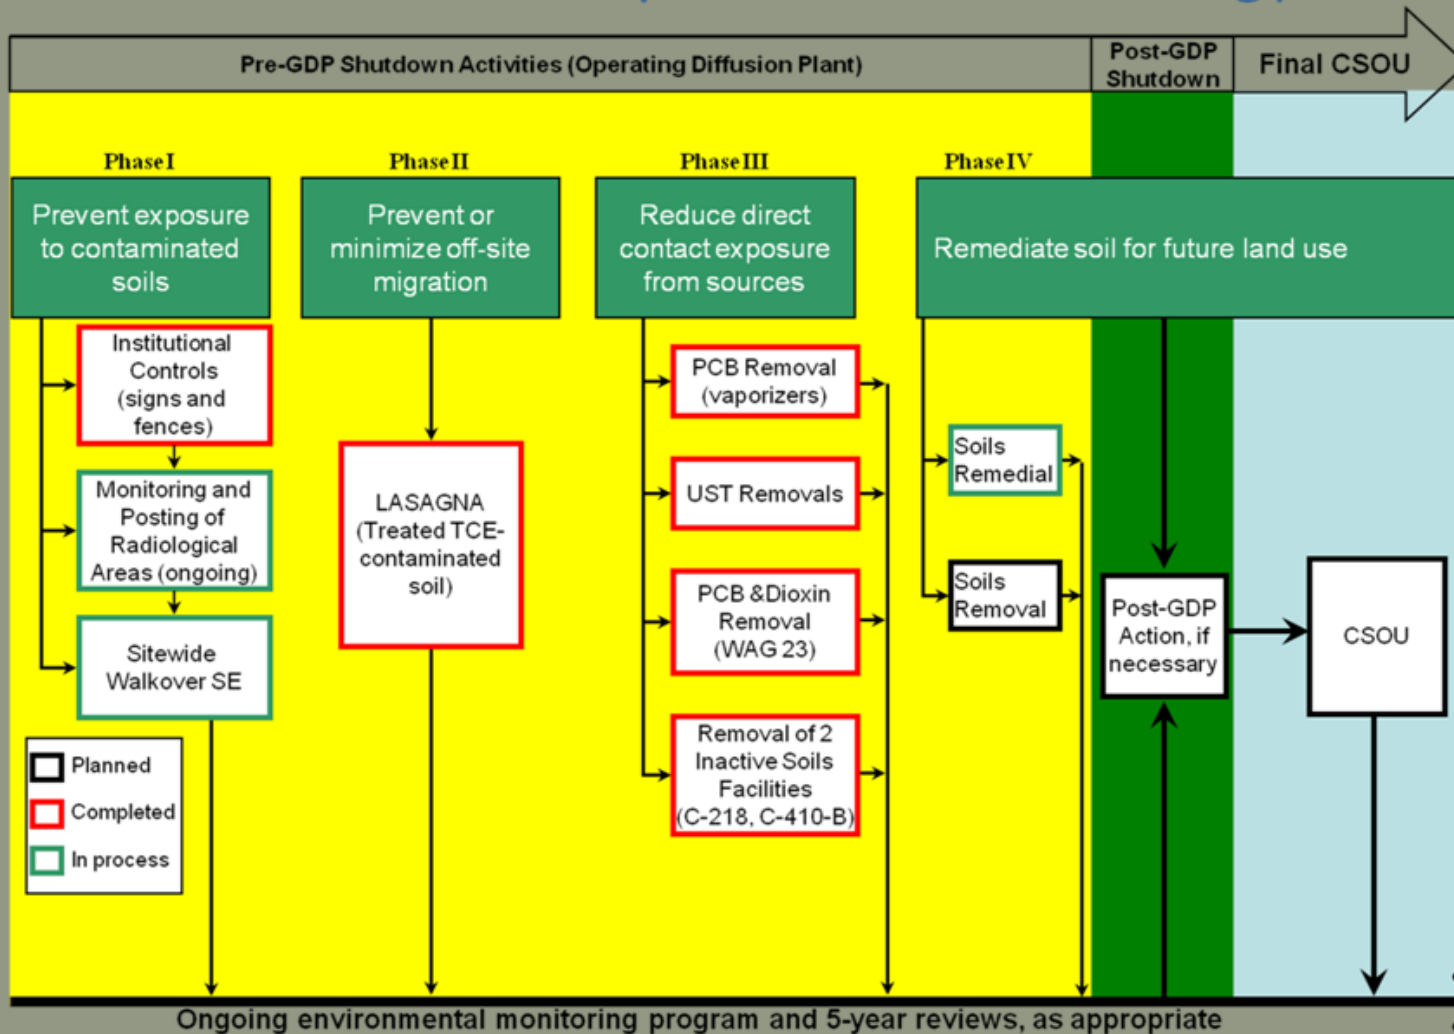 Pre-GDP Shutdown Activities (Operating Diffusion Plant)
Post-GDP
Shutdown
Final CSOU
Phase I
Phase II
Phase III
Phase IV
Prevent exposure
to contaminated
soils
Prevent or
minimize off-site
migration
Reduce direct
contact exposure
from sources
Remediate soil for future land use
Institutional
Controls
(signs and
fences)
Monitoring and
Posting of
Radiological
Areas (ongoing)
Sitewide
Walkover SE
LASAGNA
(Treated TCE-
contaminated
soil)
PCB Removal
(vaporizers)
UST Removals
PCB &Dioxin
Removal
(WAG 23)
Removal of 2
Inactive Soils
Facilities
(C-218, C-410-B)
Soils
Remedial
Soils
Removal
Post-GDP
Action, if
necessary
CSOU
Planned
Completed
In process
Ongoing environmental monitoring program and 5-year reviews, as appropriate